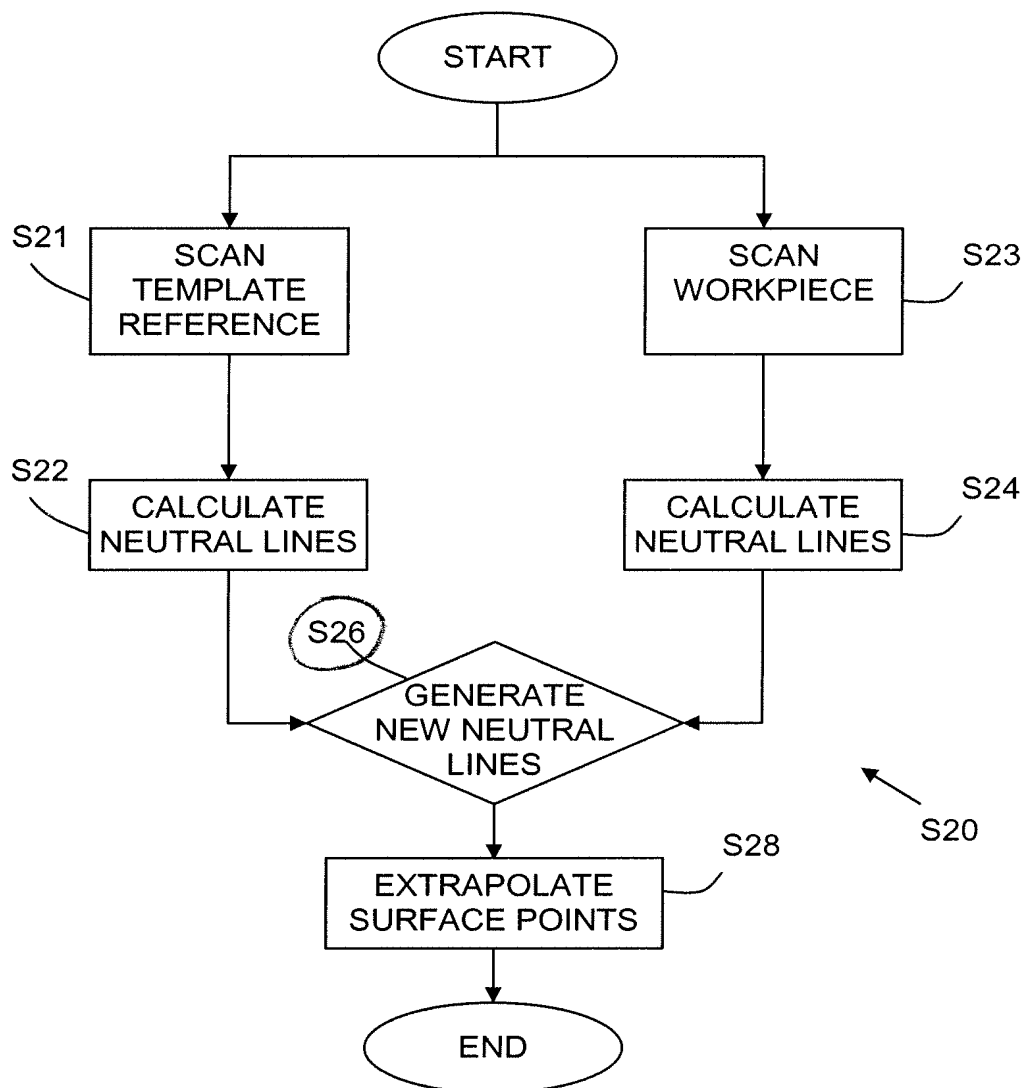 START
S21
SCAN
TEMPLATE
REFERENCE
SCAN
WORKPIECE
S23
S22
CALCULATE
NEUTRAL LINES
CALCULATE
NEUTRAL LINES
S24
S26
GENERATE
NEW NEUTRAL
LINES
S20
S28
EXTRAPOLATE
SURFACE POINTS
END